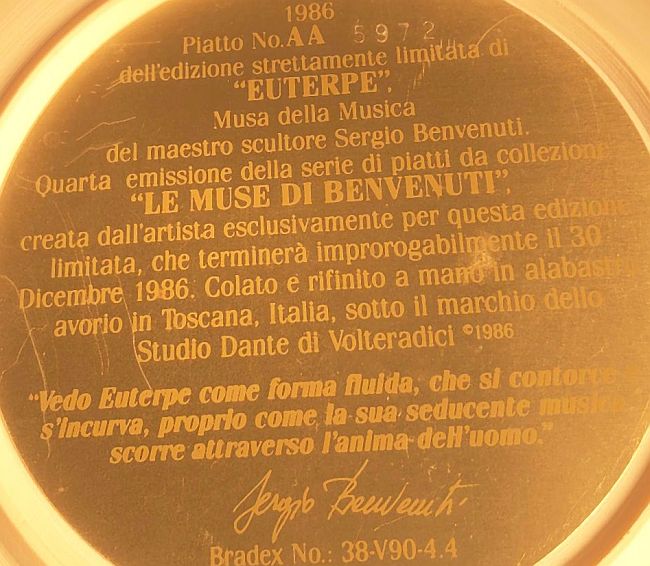 1986
Piatto No. AA 5972
dell'edizione strettamente limitata di
"EUTERPE",
Musa della Musica
del maestro scultore Sergio Benvenuti.
Quarta emissione della serie di piatti da collezione
"LE MUSE DI BENVENUTI",
creata dall'artista esclusivamente per questa edizione
limitata, che terminerà improrogabilmente il 30
Dicembre 1986. Colato e rifinito a mano in alabastro
avorio in Toscana, Italia, sotto il marchio dello
Studio Dante di Volteradici ©1986
"Vedo Euterpe come forma fluida, che si contorce e
s'incurva, proprio come la sua seducente musica
scorre attraverso l'anima dell'uomo."
Sergio Benvenuti
Bradex No.: 38-V90-4.4